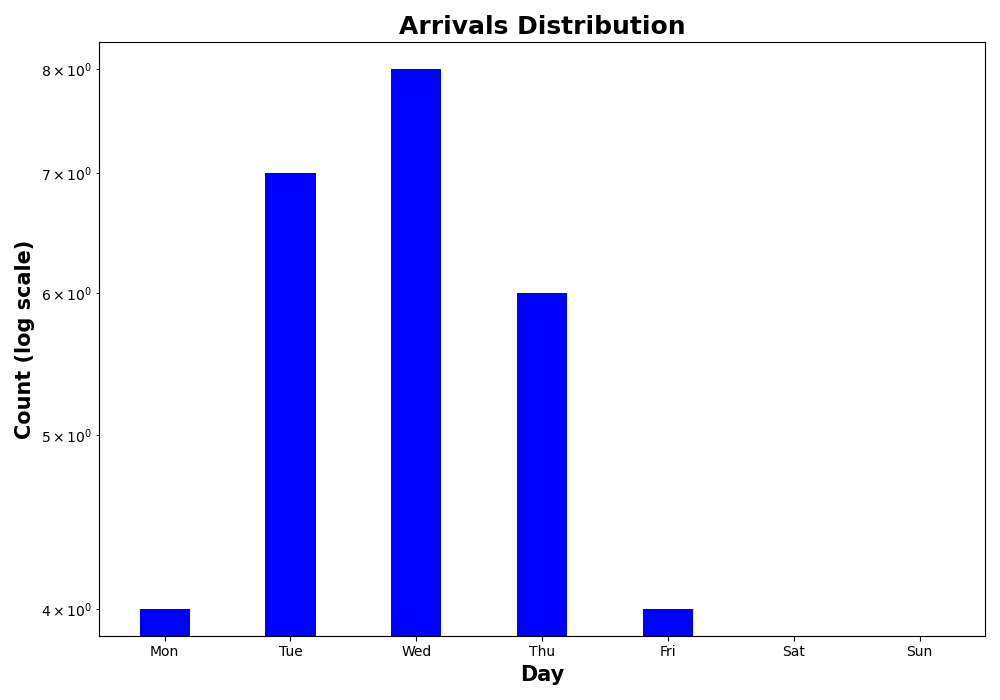 Arrivals Distribution
Count (log scale)
8 × 10⁰
7 × 10⁰
6 × 10⁰
5 × 10⁰
4 × 10⁰
Mon Tue Wed Thu Fri Sat Sun
Day